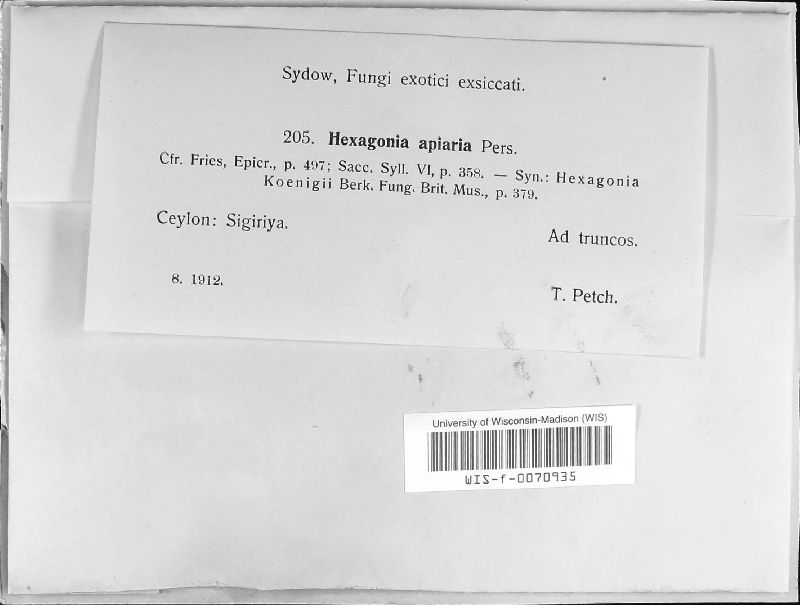 Sydow, Fungi exotici exsiccati.
205. Hexagonia apiaria Pers.
Cfr. Fries, Epicr., p. 497; Sacc. Syll. VI, p. 358. — Syn.: Hexagonia
Koenigii Berk. Fung. Brit. Mus., p. 379.
Ceylon: Sigiriya.
Ad truncos.
8. 1912.
T. Petch.
University of Wisconsin-Madison (WIS)
WIS-f-0070935